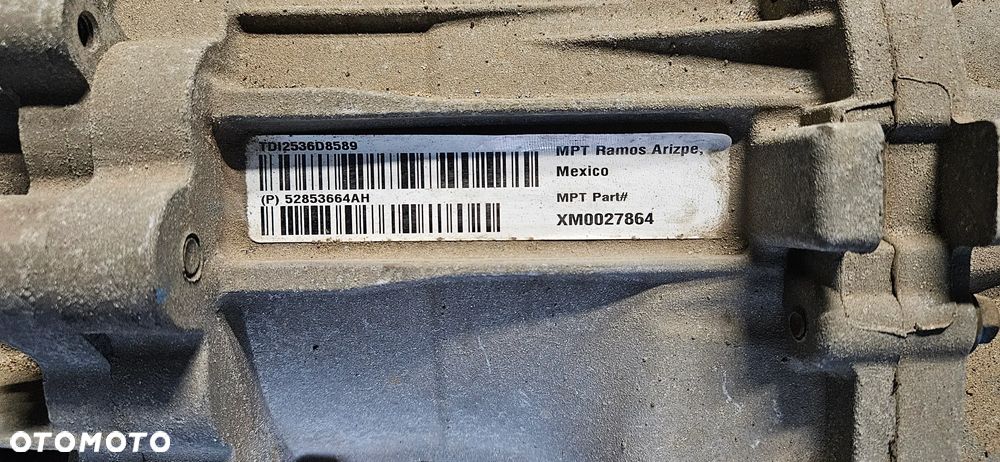 TDI2536D8589
(P) 52853664AH
MPT Ramos Arizpe,
Mexico
MPT Part#
XM0027864
OTOMOTO